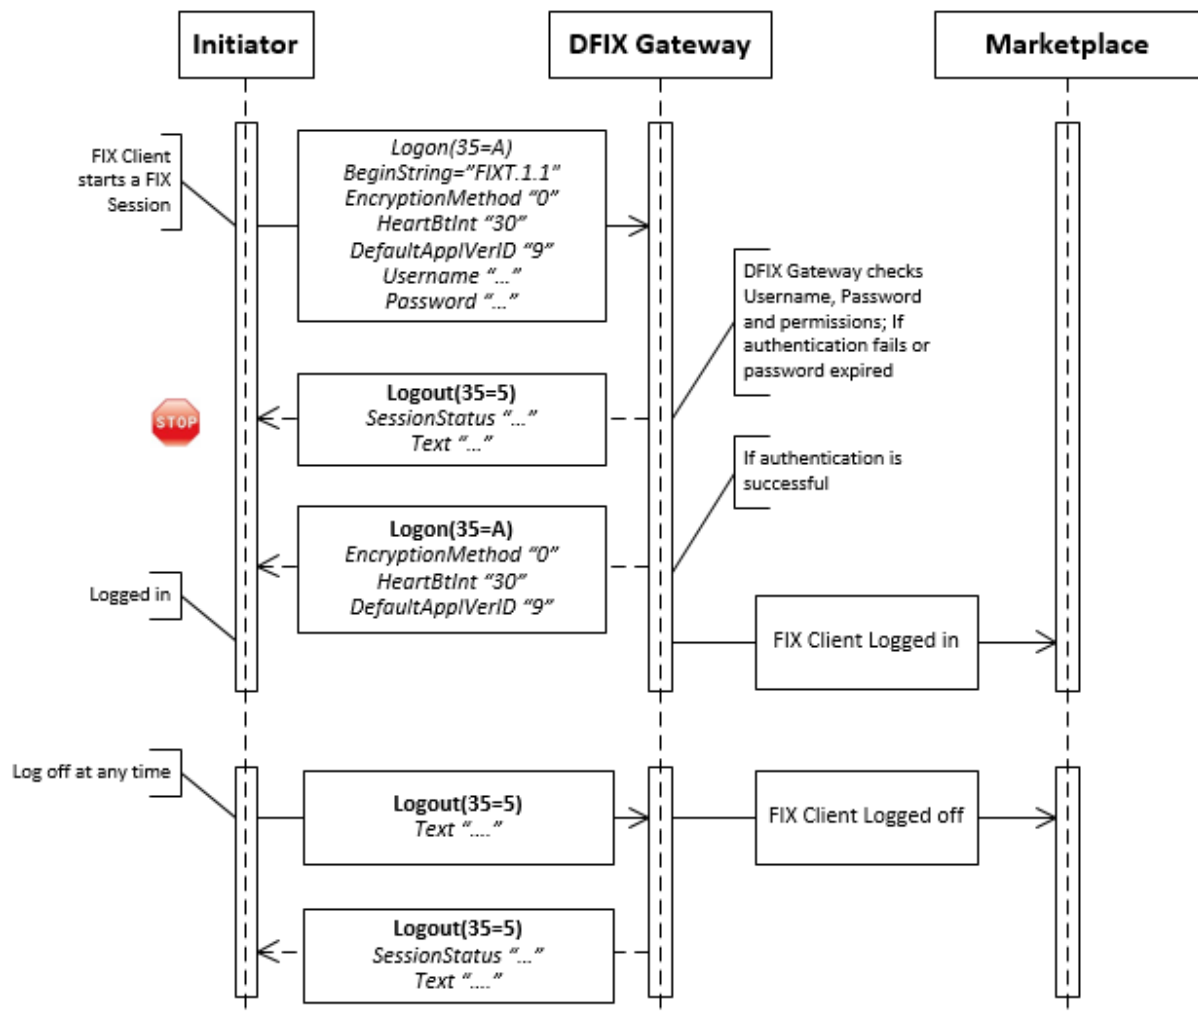 Initiator
DFIX Gateway
Marketplace
FIX Client
starts a FIX
Session
Logon(35=A)
BeginString="FIXT.1.1"
EncryptionMethod "0"
HeartBtInt "30"
DefaultApplVerID "9"
Username "..."
Password "..."
DFIX Gateway checks
Username, Password
and permissions; If
authentication fails or
password expired
STOP
Logout(35=5)
SessionStatus "..."
Text "..."
If authentication is
successful
Logon(35=A)
EncryptionMethod "0"
HeartBtInt "30"
DefaultApplVerID "9"
Logged in
FIX Client Logged in
Log off at any time
Logout(35=5)
Text "...."
FIX Client Logged off
Logout(35=5)
SessionStatus "..."
Text "...."